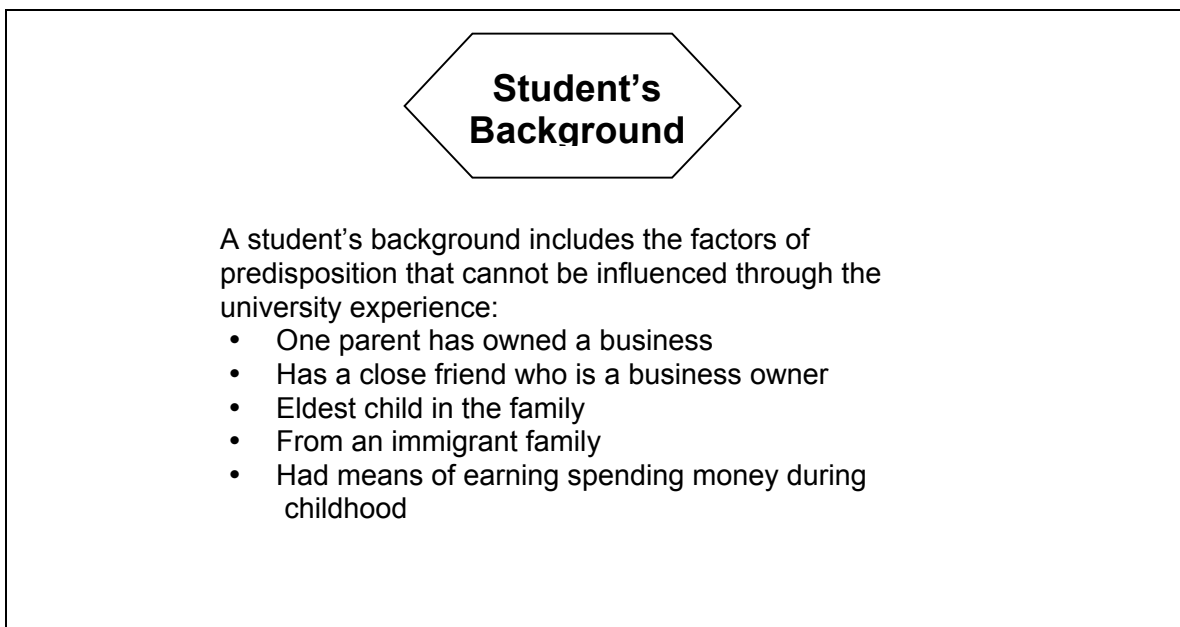 Student’s
Background
A student’s background includes the factors of
predisposition that cannot be influenced through the
university experience:
• One parent has owned a business
• Has a close friend who is a business owner
• Eldest child in the family
• From an immigrant family
• Had means of earning spending money during
childhood